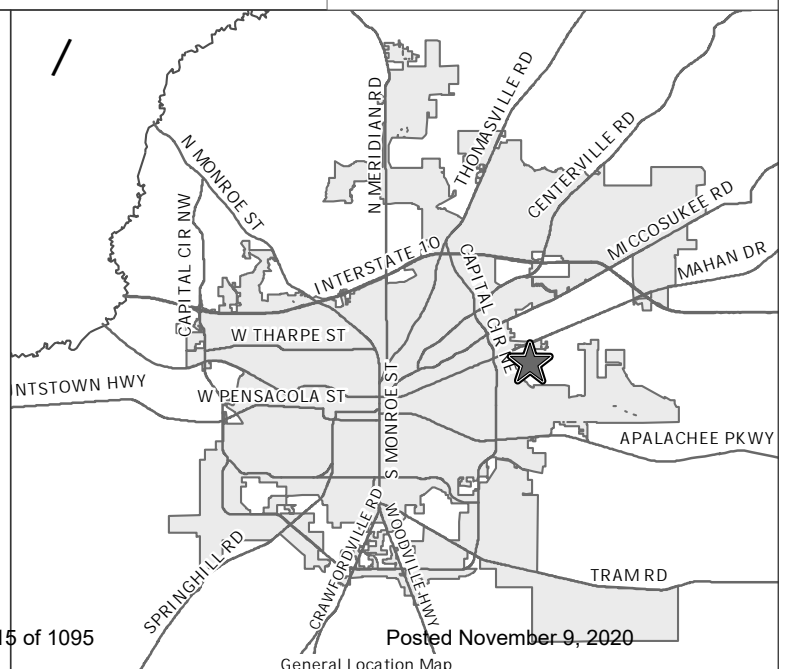 THOMASVILLE RD
N MERIDIAN RD
CENTERVILLE RD
N MONROE ST
MICCOSUKEE RD
CAPITAL CIR NW
INTERSTATE 10
MAHAN DR
CAPITAL CIR NE
W THARPE ST
NTSTOWN HWY
W PENSACOLA ST
S MONROE ST
APALACHEE PKWY
CRAWFORDVILLE RD
WOODVILLE HWY
SPRINGHILL RD
TRAM RD
15 of 1095
Posted November 9, 2020
General Location Map